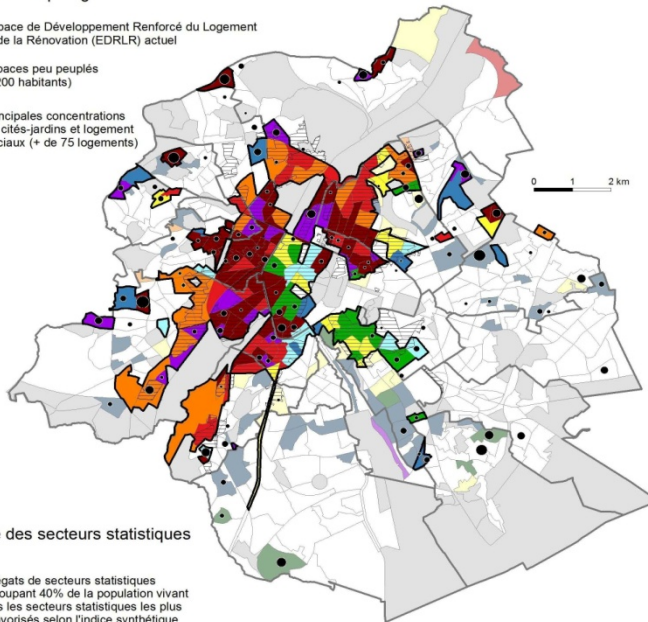 pace de Développement Renforcé du Logement
de la Rénovation (EDRLR) actuel
paces peu peuplés
200 habitants)
ncipales concentrations
cités-jardins et logement
ciaux (+ de 75 logements)
0 1 2 km
des secteurs statistiques
égats de secteurs statistiques
oupant 40% de la population vivant
s les secteurs statistiques les plus
avorisés selon l'indice synthétique